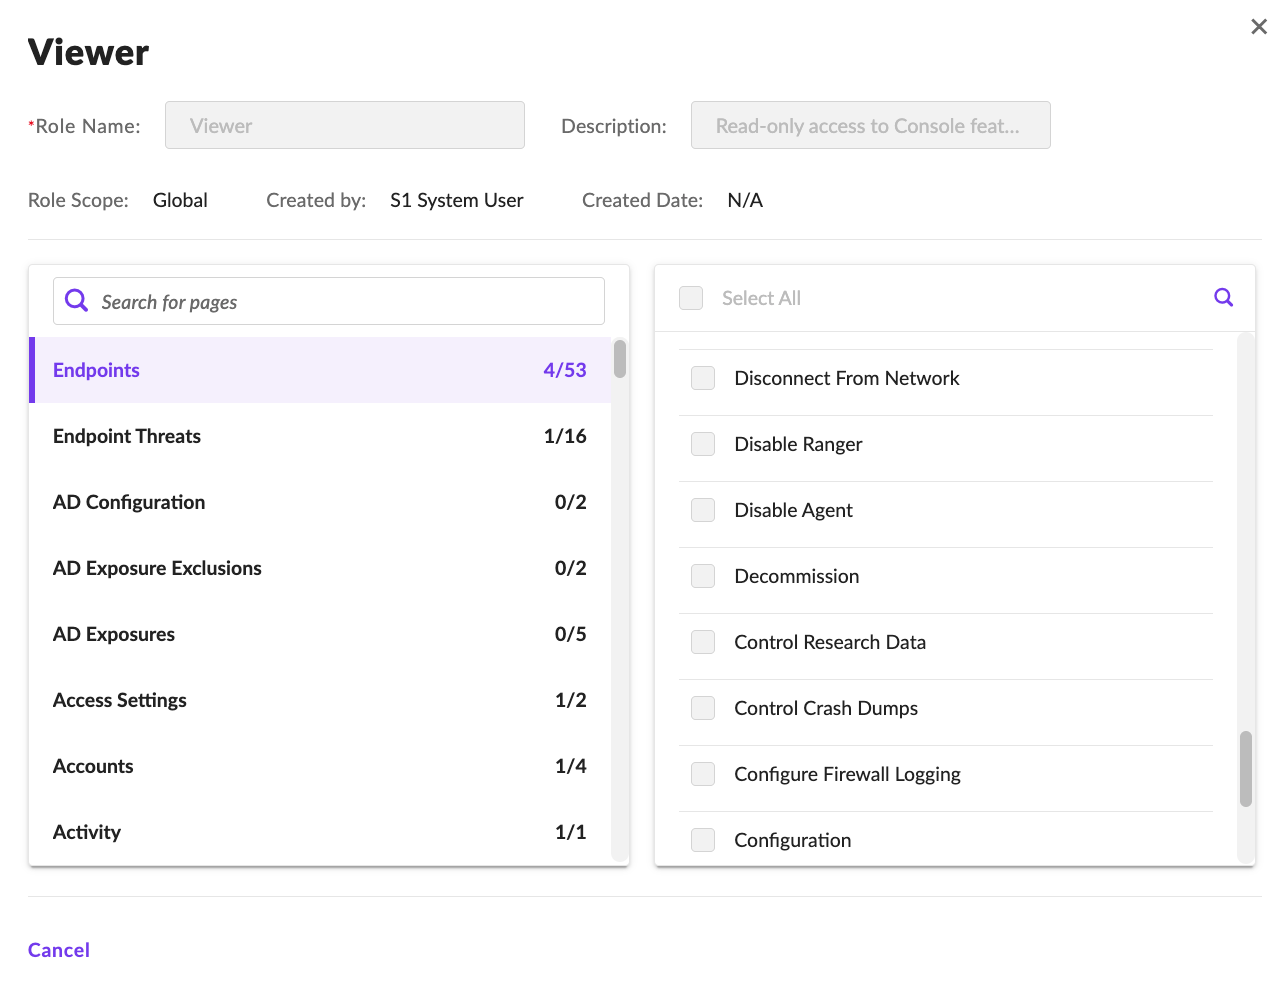 Viewer
*Role Name: Viewer Description: Read-only access to Console feat...
Role Scope: Global Created by: S1 System User Created Date: N/A
Search for pages
Endpoints 4/53
Endpoint Threats 1/16
AD Configuration 0/2
AD Exposure Exclusions 0/2
AD Exposures 0/5
Access Settings 1/2
Accounts 1/4
Activity 1/1
Select All
Disconnect From Network
Disable Ranger
Disable Agent
Decommission
Control Research Data
Control Crash Dumps
Configure Firewall Logging
Configuration
Cancel